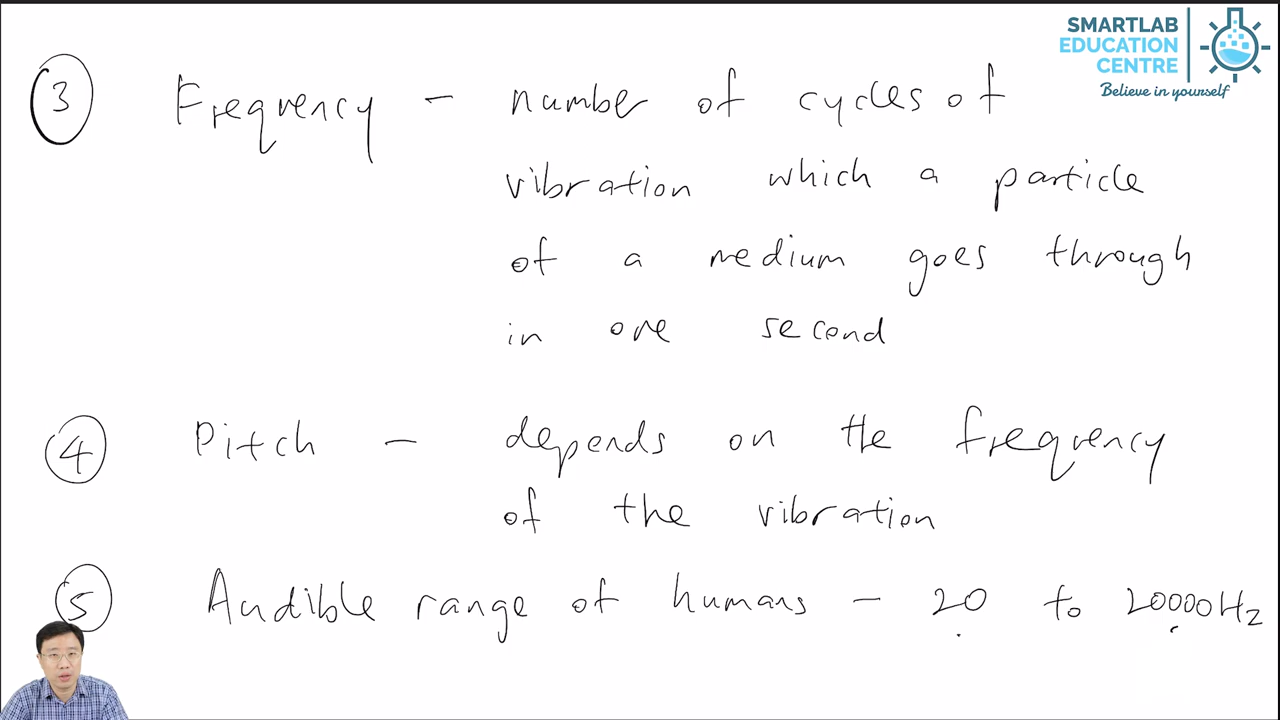 SMARTLAB
EDUCATION
CENTRE
Believe in yourself
3 Frequency - number of cycles of
vibration which a particle
of a medium goes through
in one second
4 Pitch - depends on the frequency
of the vibration
5 Audible range of humans - 20 to 20000Hz